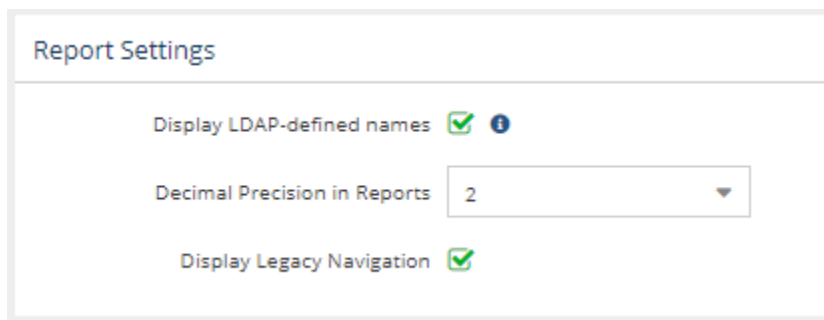 Report Settings
Display LDAP-defined names
Decimal Precision in Reports 2
Display Legacy Navigation